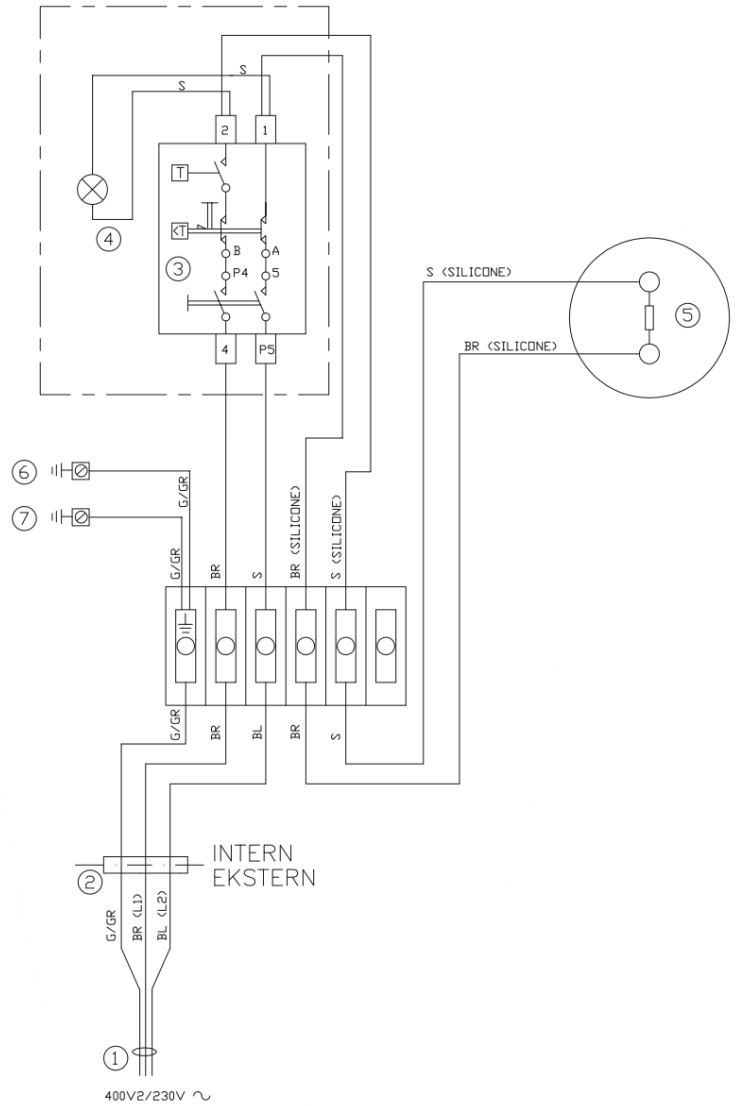 S
S
2 1
T
<T
4
3
B A
P4 5
4 P5
S (SILICONE)
5
BR (SILICONE)
6
7
G/GR
G/GR
BR
S
BR (SILICONE)
S (SILICONE)
G/GR
BR
BL
BR
S
INTERN
EKSTERN
2
G/GR
BR (L1)
BL (L2)
1
400V2/230V ∿